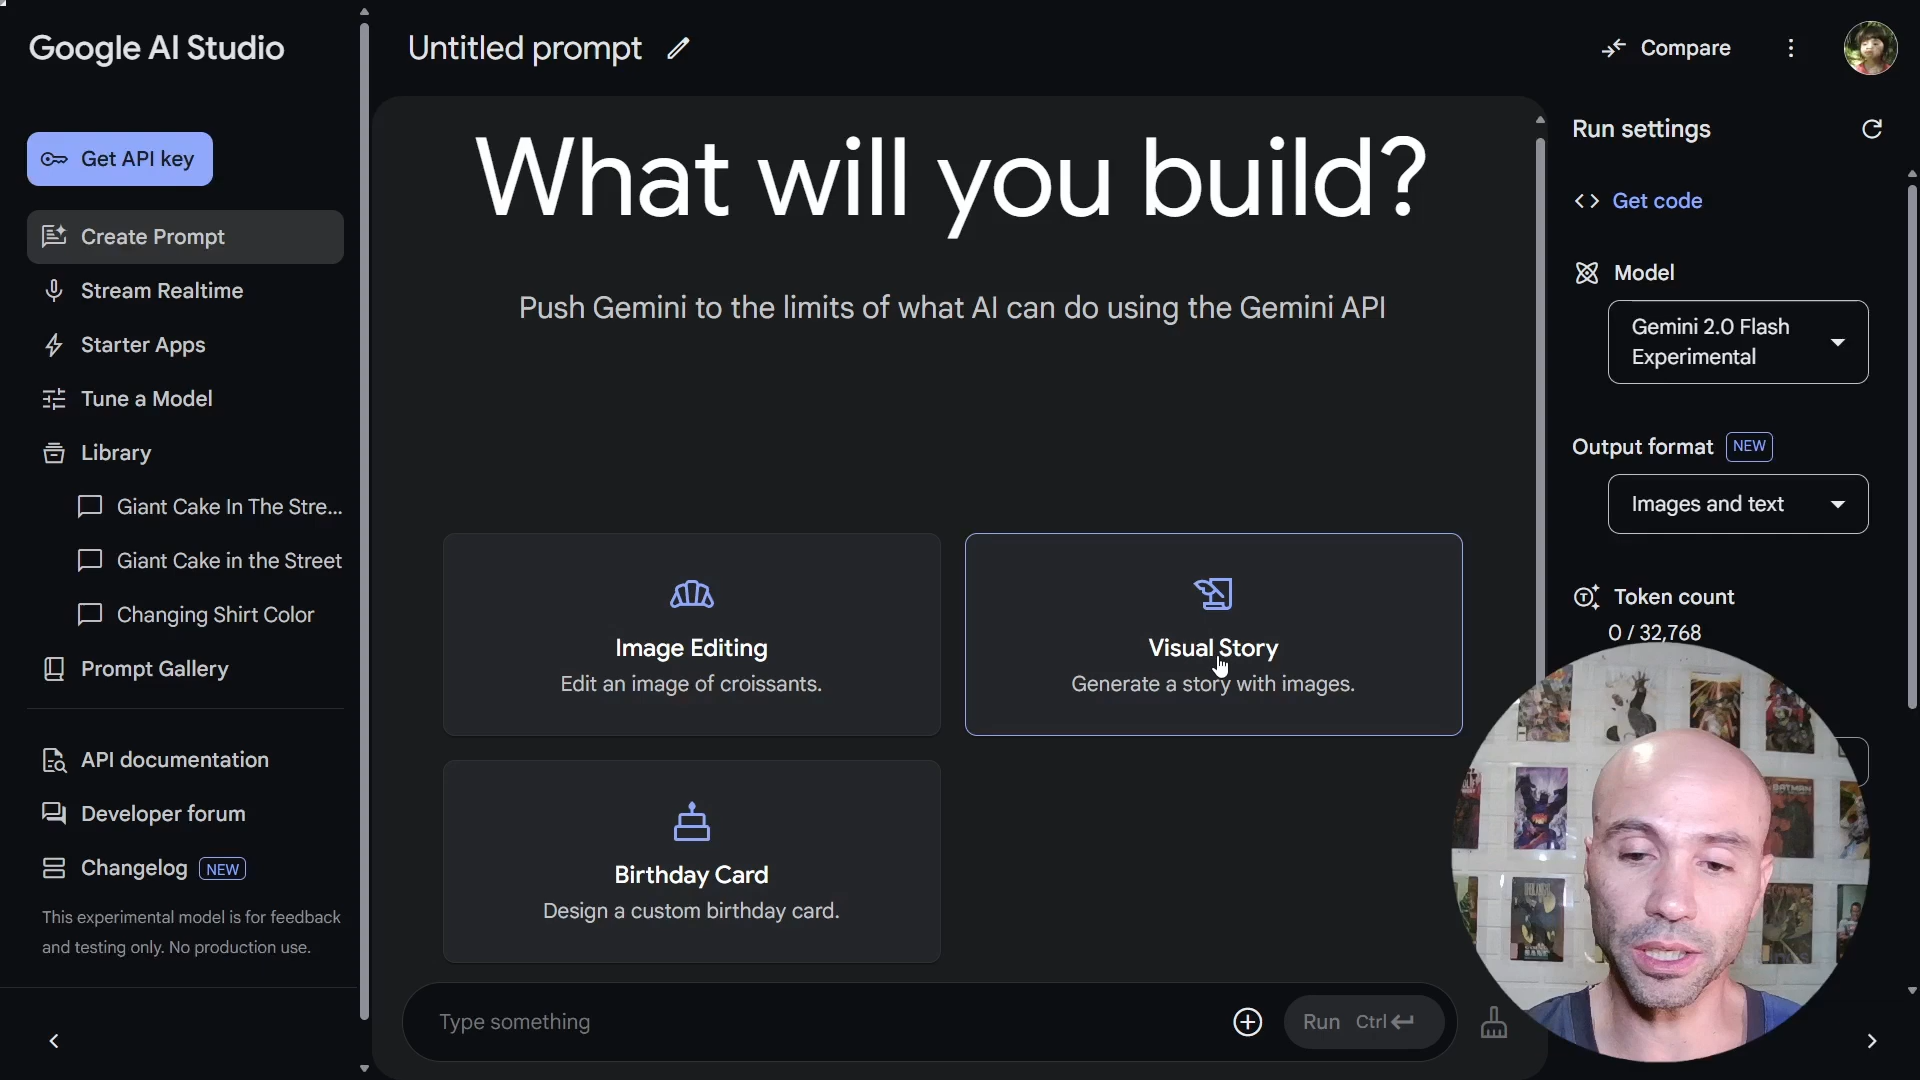 Google AI Studio
Get API key
Create Prompt
Stream Realtime
Starter Apps
Tune a Model
Library
Giant Cake In The Stre...
Giant Cake in the Street
Changing Shirt Color
Prompt Gallery
API documentation
Developer forum
Changelog NEW
This experimental model is for feedback
and testing only. No production use.
Untitled prompt
Compare
What will you build?
Push Gemini to the limits of what AI can do using the Gemini API
Image Editing
Edit an image of croissants.
Visual Story
Generate a story with images.
Birthday Card
Design a custom birthday card.
Type something
Run Ctrl
Run settings
Get code
Model
Gemini 2.0 Flash
Experimental
Output format NEW
Images and text
Token count
0 / 32,768
BATMAN